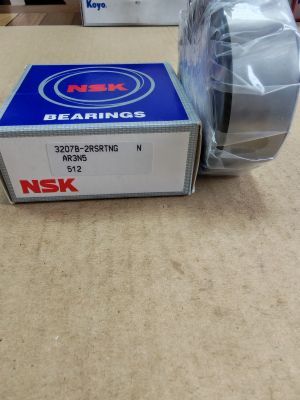 Koyo
NSK
BEARINGS
3207B-2RSRTNG N
AR3N5
512
NSK